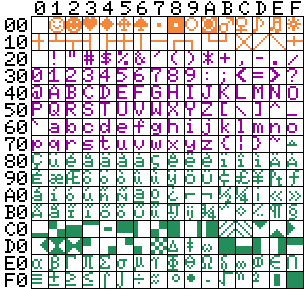 0 1 2 3 4 5 6 7 8 9 A B C D E F
00 ☺ ☻ ♥ ♦ ♣ ♠
10
20 ! " # $ % & ' ( ) * + , - . /
30 0 1 2 3 4 5 6 7 8 9 : ; < = > ?
40 @ A B C D E F G H I J K L M N O
50 P Q R S T U V W X Y Z [ \ ] ^ _
60 ` a b c d e f g h i j k l m n o
70 p q r s t u v w x y z { | } ~
80 Ç ü é â ä à å ç ê ë è ï î ì Ä Å
90 É æ Æ ô ö ò û ù ÿ Ö Ü ¢ £ ¥ ₧ ƒ
A0 á í ó ú ñ Ñ ª º ¿ ⌐ ¬ ½ ¼ ¡ « »
B0
C0
D0
E0 α β Γ π Σ σ µ τ
F0 ≡ ± ≥ ≤ ⌠ ⌡ ÷ ≈